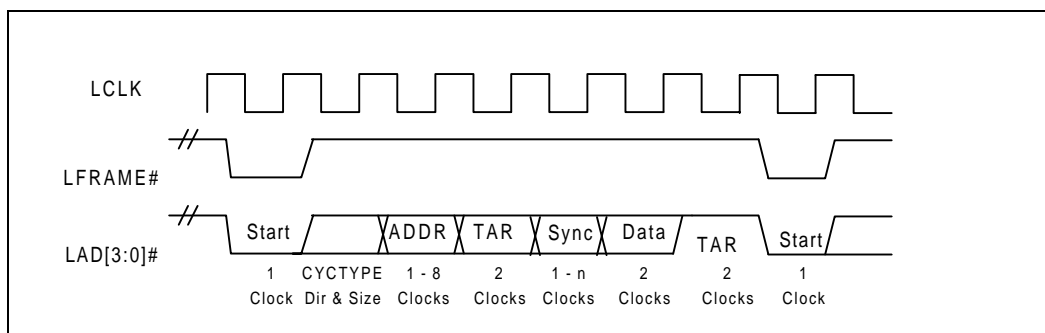 LCLK
LFRAME#
LAD[3:0]#
Start ADDR TAR Sync Data TAR Start
1 CYCTYPE 1 - 8 2 1 - n 2 2 1
Clock Dir & Size Clocks Clocks Clocks Clocks Clocks Clock